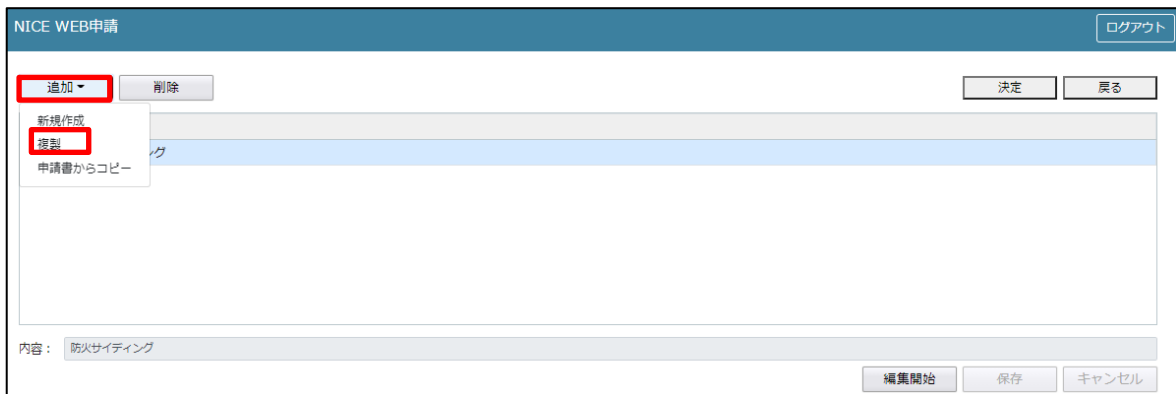 NICE WEB申請
ログアウト
追加
削除
決定
戻る
新規作成
複製
ング
申請書からコピー
内容： 防火サイディング
編集開始
保存
キャンセル